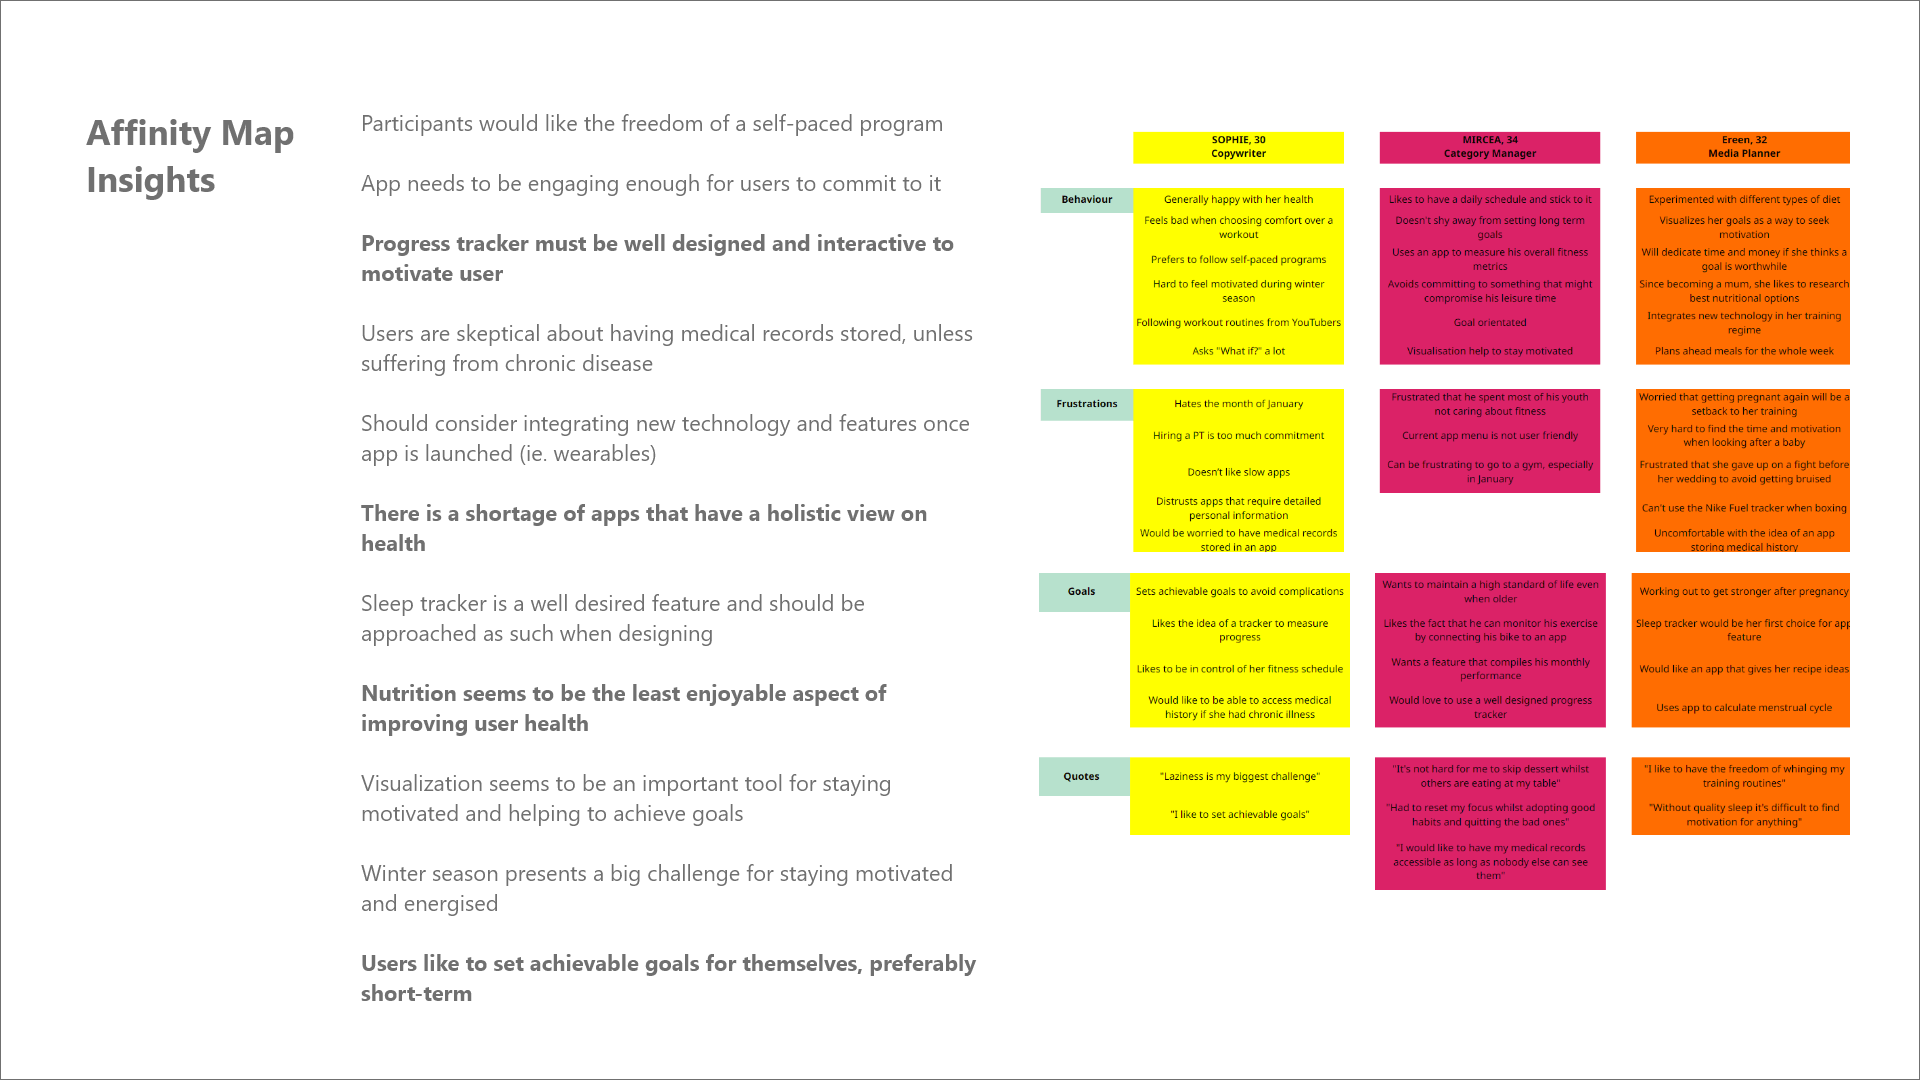 Affinity Map
Insights
Participants would like the freedom of a self-paced program
App needs to be engaging enough for users to commit to it
Progress tracker must be well designed and interactive to
motivate user
Users are skeptical about having medical records stored, unless
suffering from chronic disease
Should consider integrating new technology and features once
app is launched (ie. wearables)
There is a shortage of apps that have a holistic view on
health
Sleep tracker is a well desired feature and should be
approached as such when designing
Nutrition seems to be the least enjoyable aspect of
improving user health
Visualization seems to be an important tool for staying
motivated and helping to achieve goals
Winter season presents a big challenge for staying motivated
and energised
Users like to set achievable goals for themselves, preferably
short-term
SOPHIE, 30
Copywriter
MIRCEA, 34
Category Manager
Ereen, 32
Media Planner
Behaviour
Generally happy with her health
Feels bad when choosing comfort over a
workout
Prefers to follow self-paced programs
Hard to feel motivated during winter
season
Following workout routines from YouTubers
Asks "What if?" a lot
Likes to have a daily schedule and stick to it
Doesn't shy away from setting long term
goals
Uses an app to measure his overall fitness
metrics
Avoids committing to something that might
compromise his leisure time
Goal orientated
Visualisation help to stay motivated
Experimented with different types of diet
Visualizes her goals as a way to seek
motivation
Will dedicate time and money if she thinks a
goal is worthwhile
Since becoming a mum, she likes to research
best nutritional options
Integrates new technology in her training
regime
Plans ahead meals for the whole week
Frustrations
Hates the month of January
Hiring a PT is too much commitment
Doesn't like slow apps
Distrusts apps that require detailed
personal information
Would be worried to have medical records
stored in an app
Frustrated that he spent most of his youth
not caring about fitness
Current app menu is not user friendly
Can be frustrating to go to a gym, especially
in January
Worried that getting pregnant again will be a
setback to her training
Very hard to find the time and motivation
when looking after a baby
Frustrated that she gave up on a fight before
her wedding to avoid getting bruised
Can't use the Nike Fuel tracker when boxing
Uncomfortable with the idea of an app
storing medical history
Goals
Sets achievable goals to avoid complications
Likes the idea of a tracker to measure
progress
Likes to be in control of her fitness schedule
Would like to be able to access medical
history if she had chronic illness
Wants to maintain a high standard of life even
when older
Likes the fact that he can monitor his exercise
by connecting his bike to an app
Wants a feature that compiles his monthly
performance
Would love to use a well designed progress
tracker
Working out to get stronger after pregnancy
Sleep tracker would be her first choice for app
feature
Would like an app that gives her recipe ideas
Uses app to calculate menstrual cycle
Quotes
"Laziness is my biggest challenge"
"I like to set achievable goals"
"It's not hard for me to skip dessert whilst
others are eating at my table"
"Had to reset my focus whilst adopting good
habits and quitting the bad ones"
"I would like to have my medical records
accessible as long as nobody else can see
them"
"I like to have the freedom of whinging my
training routines"
"Without quality sleep it's difficult to find
motivation for anything"